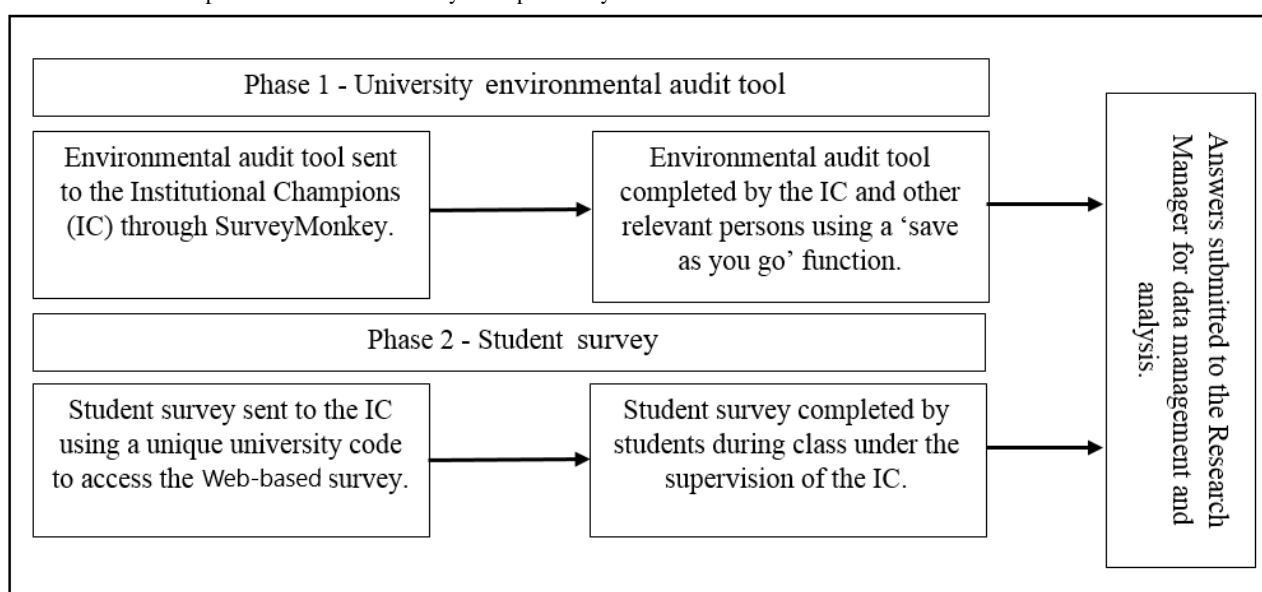 Phase 1 - University environmental audit tool
Environmental audit tool sent
to the Institutional Champions
(IC) through SurveyMonkey.
Environmental audit tool
completed by the IC and other
relevant persons using a ‘save
as you go’ function.
Phase 2 - Student survey
Student survey sent to the IC
using a unique university code
to access the Web-based survey.
Student survey completed by
students during class under the
supervision of the IC.
Answers submitted to the Research
Manager for data management and
analysis.